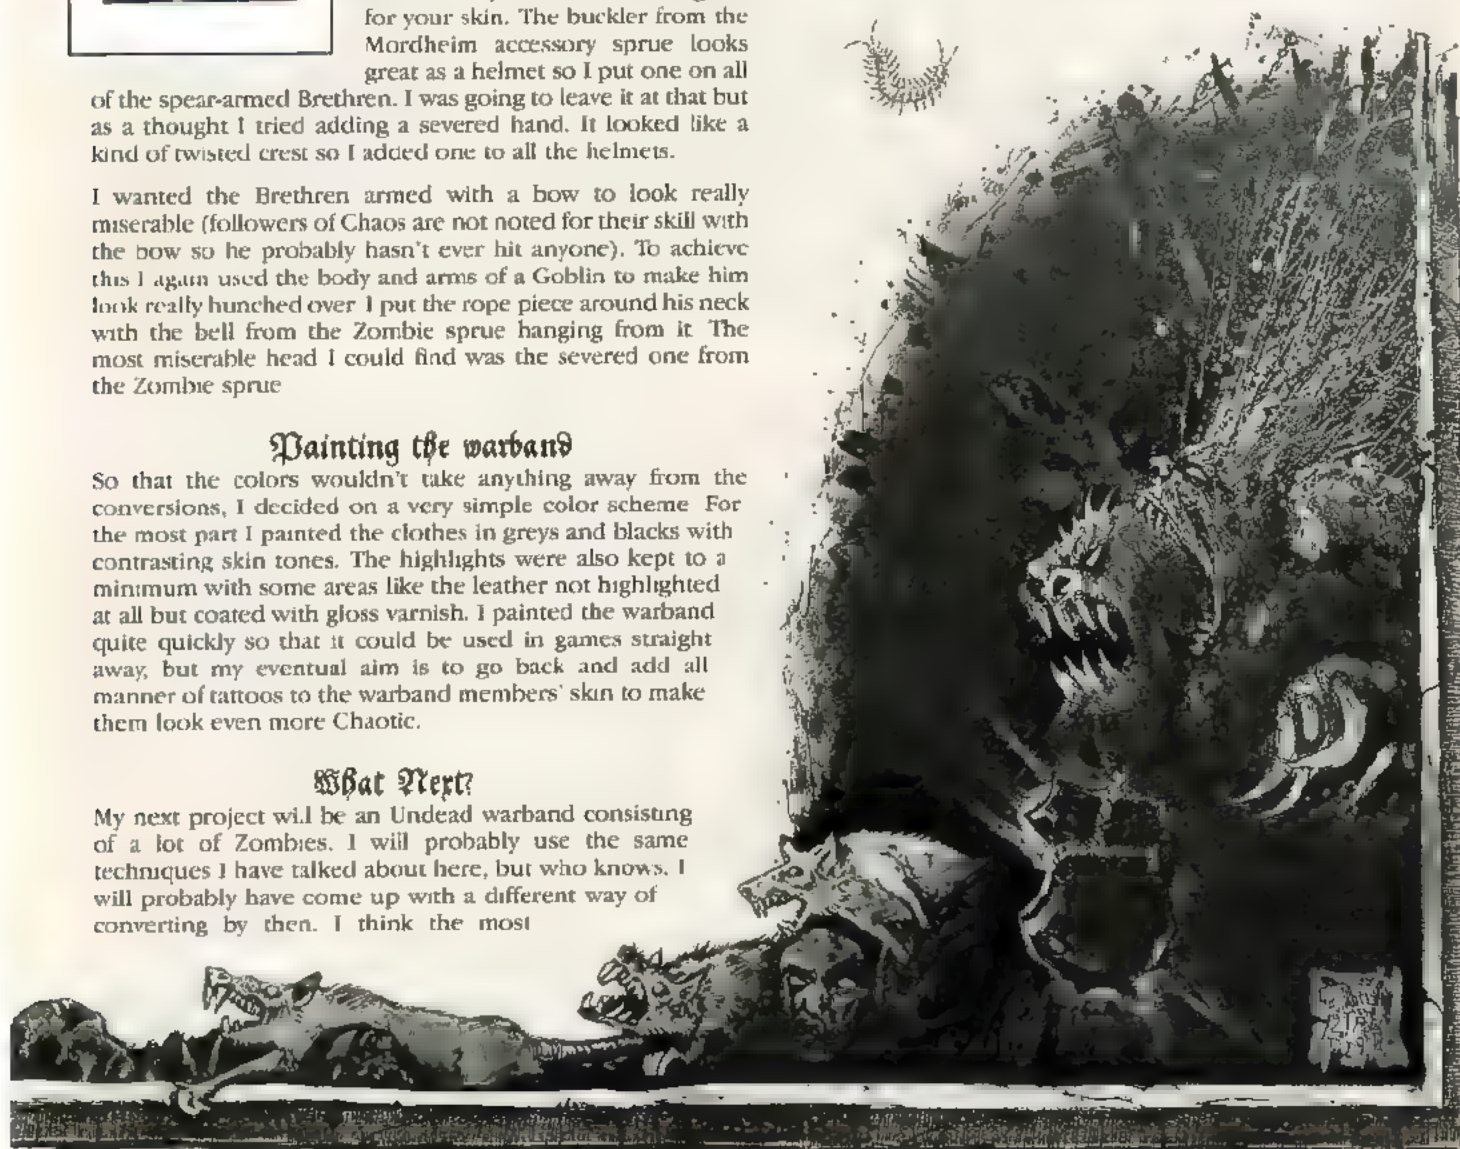 for your skin. The buckler from the
Mordheim accessory sprue looks
great as a helmet so I put one on all
of the spear-armed Brethren. I was going to leave it at that but
as a thought I tried adding a severed hand. It looked like a
kind of twisted crest so I added one to all the helmets.
I wanted the Brethren armed with a bow to look really
miserable (followers of Chaos are not noted for their skill with
the bow so he probably hasn't ever hit anyone). To achieve
this I again used the body and arms of a Goblin to make him
look really hunched over I put the rope piece around his neck
with the bell from the Zombie sprue hanging from it The
most miserable head I could find was the severed one from
the Zombie sprue
Painting the warband
So that the colors wouldn't take anything away from the
conversions, I decided on a very simple color scheme For
the most part I painted the clothes in greys and blacks with
contrasting skin tones. The highlights were also kept to a
minimum with some areas like the leather not highlighted
at all but coated with gloss varnish. I painted the warband
quite quickly so that it could be used in games straight
away, but my eventual aim is to go back and add all
manner of tattoos to the warband members' skin to make
them look even more Chaotic.
What Next?
My next project will be an Undead warband consisting
of a lot of Zombies. I will probably use the same
techniques I have talked about here, but who knows, I
will probably have come up with a different way of
converting by then. I think the most